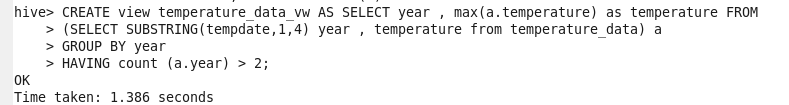 hive> CREATE view temperature_data_vw AS SELECT year , max(a.temperature) as temperature FROM
    > (SELECT SUBSTRING(tempdate,1,4) year , temperature from temperature_data) a
    > GROUP BY year
    > HAVING count (a.year) > 2;
OK
Time taken: 1.386 seconds